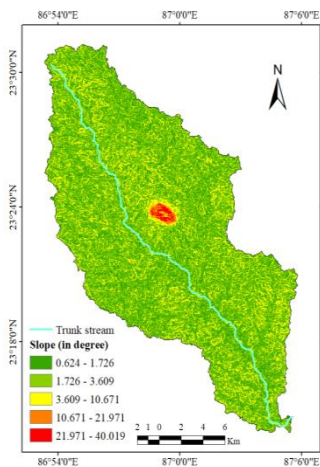 86°54'0"E 87°0'0"E 87°6'0"E
23°30'0"N
N
23°24'0"N
23°18'0"N
Trunk stream
Slope (in degree)
0.624 - 1.726
1.726 - 3.609
3.609 - 10.671
10.671 - 21.971
21.971 - 40.019
2 1 0 2 4 6
Km
86°54'0"E 87°0'0"E 87°6'0"E